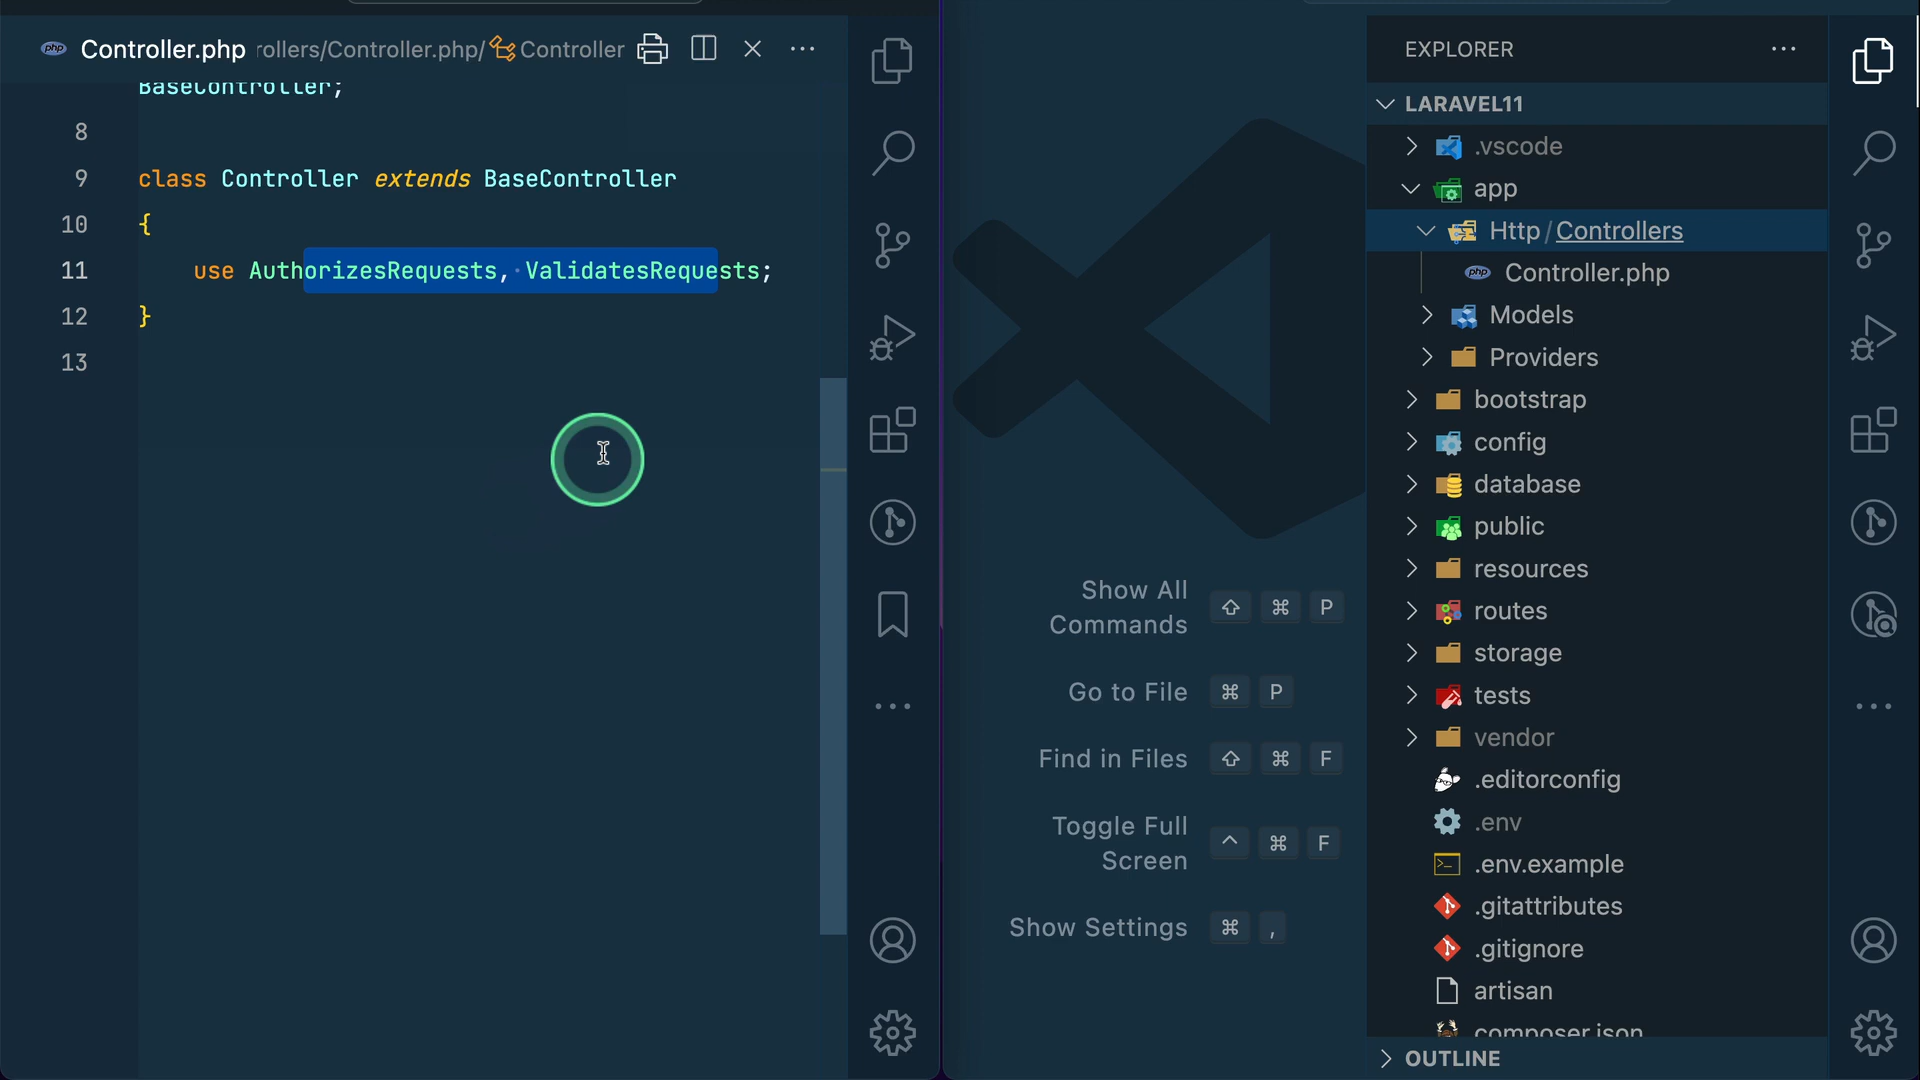 php Controller.php rollers/Controller.php/ Controller
BaseController;
8
9 class Controller extends BaseController
10 {
11 use AuthorizesRequests, ValidatesRequests;
12 }
13
Show All Commands ⇧ ⌘ P
Go to File ⌘ P
Find in Files ⇧ ⌘ F
Toggle Full Screen ^ ⌘ F
Show Settings ⌘ ,
EXPLORER
LARAVEL11
.vscode
app
Http / Controllers
php Controller.php
Models
Providers
bootstrap
config
database
public
resources
routes
storage
tests
vendor
.editorconfig
.env
.env.example
.gitattributes
.gitignore
artisan
composer.json
OUTLINE